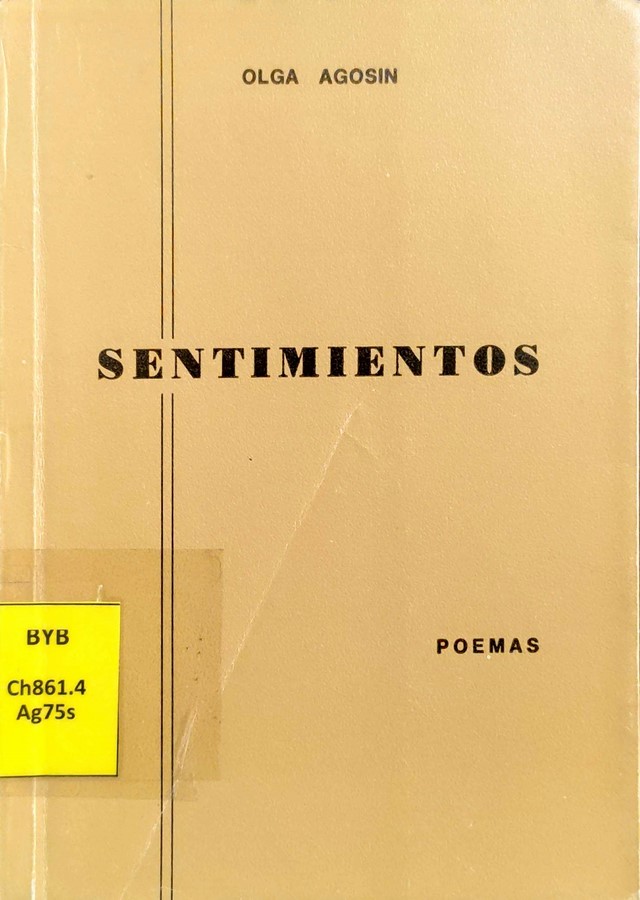 OLGA AGOSIN
SENTIMIENTOS
POEMAS
BYB
Ch861.4
Ag75s